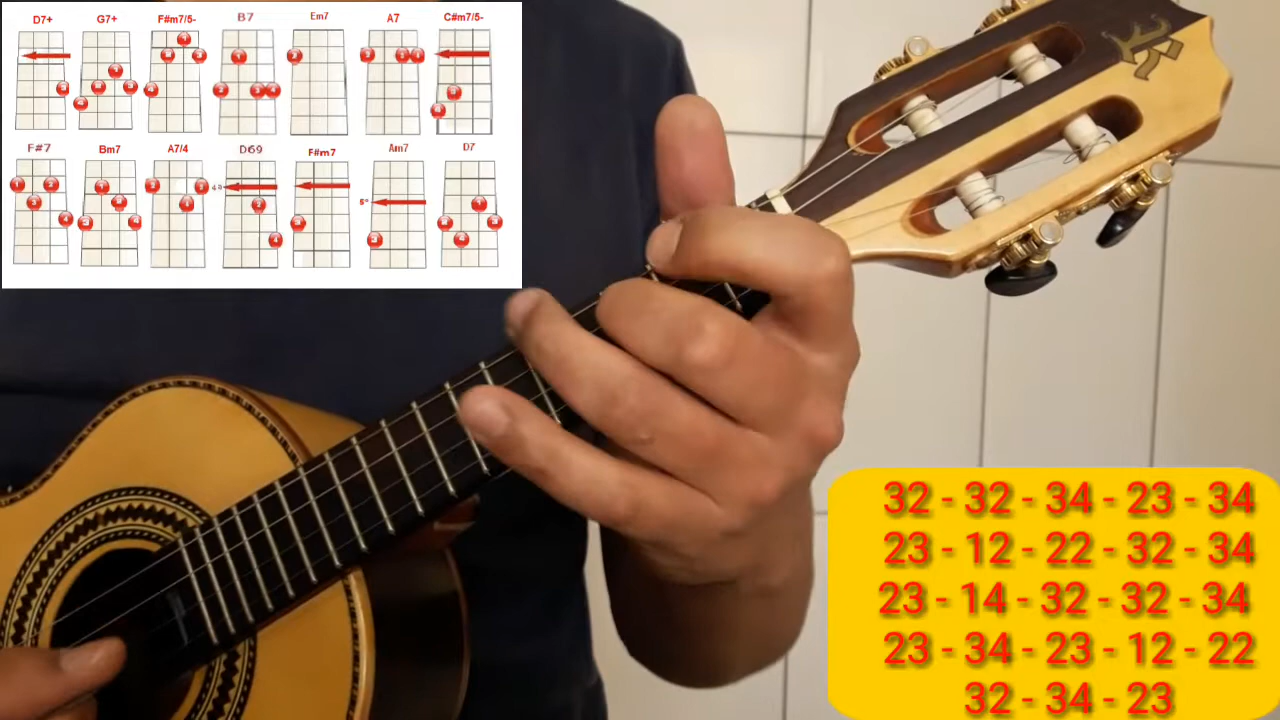 D7+ G7+ F#m7/5- B7 Em7 A7 C#m7/5-
F#7 Bm7 A7/4 D69 F#m7 Am7 D7
4ª
5ª
32 - 32 - 34 - 23 - 34
23 - 12 - 22 - 32 - 34
23 - 14 - 32 - 32 - 34
23 - 34 - 23 - 12 - 22
32 - 34 - 23